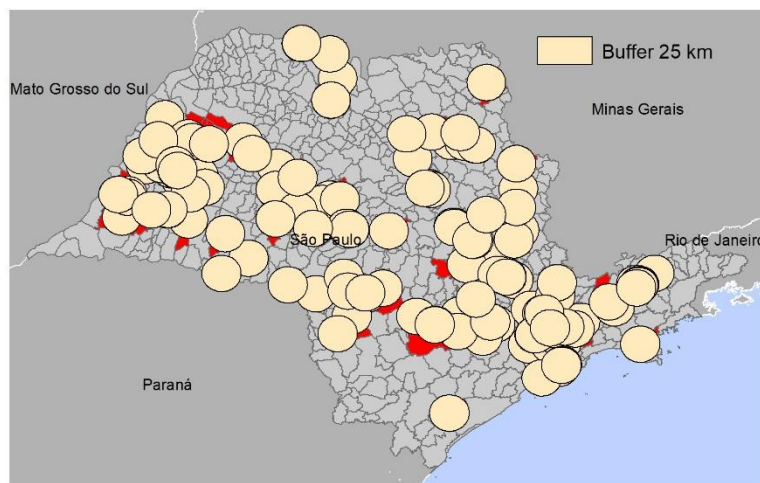 Buffer 25 km
Mato Grosso do Sul
Minas Gerais
São Paulo
Rio de Janeiro
Paraná